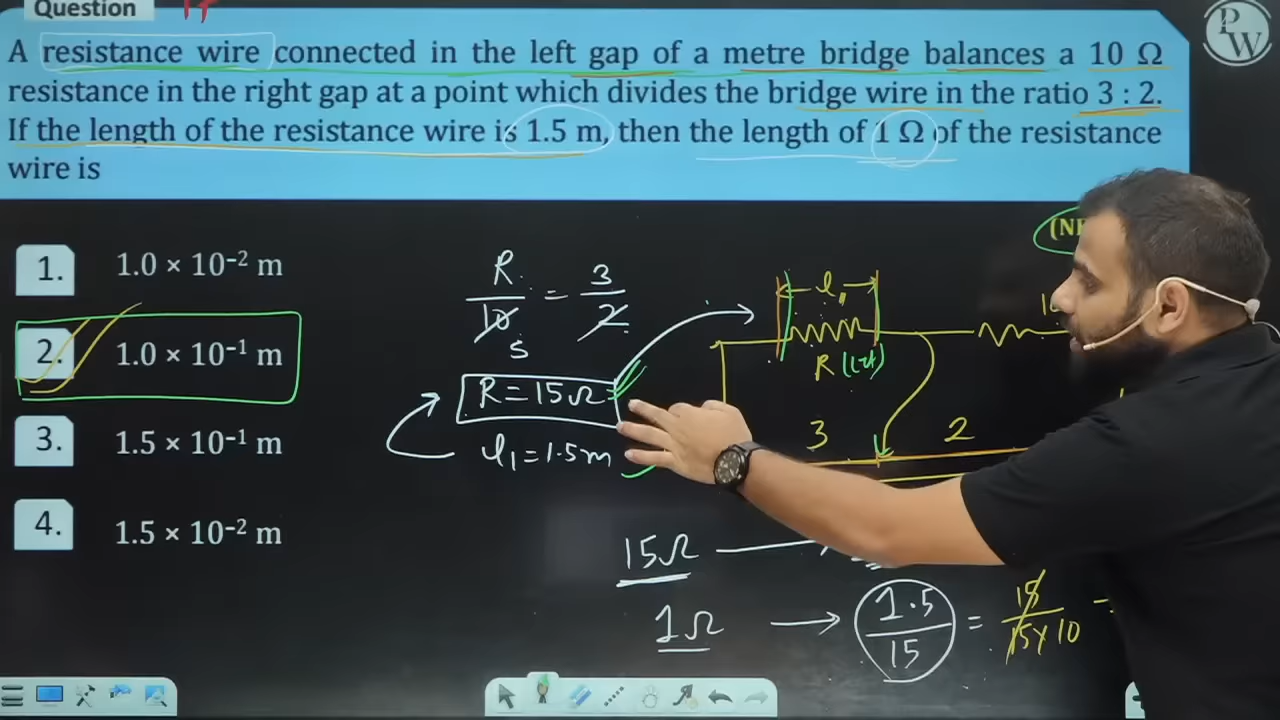 Question
A resistance wire connected in the left gap of a metre bridge balances a 10 Ω
resistance in the right gap at a point which divides the bridge wire in the ratio 3 : 2.
If the length of the resistance wire is 1.5 m, then the length of 1 Ω of the resistance
wire is
PW
1. 1.0 × 10⁻² m
2. 1.0 × 10⁻¹ m
3. 1.5 × 10⁻¹ m
4. 1.5 × 10⁻² m
R/10 = 3/2
5
R = 15Ω
l₁ = 1.5m
R
3
2
15Ω
1Ω → 1.5/15 = 15/15×10